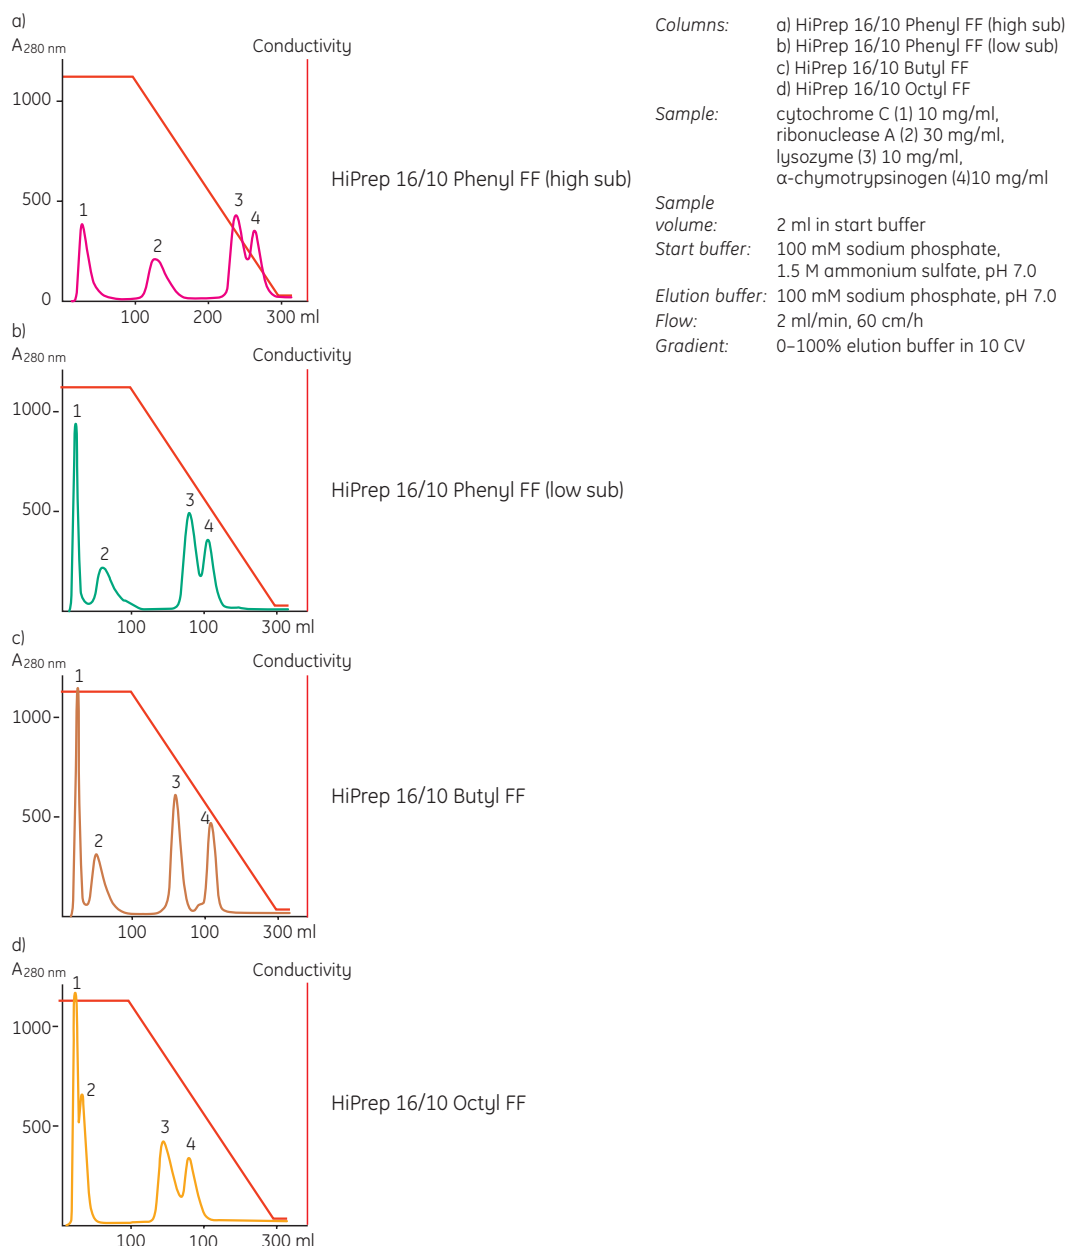 a)
A280 nm
Conductivity
1000
500
0
1
2
3
4
100
200
300 ml
HiPrep 16/10 Phenyl FF (high sub)
b)
A280 nm
Conductivity
1000
500
1
2
3
4
100
100
300 ml
HiPrep 16/10 Phenyl FF (low sub)
c)
A280 nm
Conductivity
1000
500
1
2
3
4
100
100
300 ml
HiPrep 16/10 Butyl FF
d)
A280 nm
Conductivity
1000
500
1
2
3
4
100
100
300 ml
HiPrep 16/10 Octyl FF
Columns: a) HiPrep 16/10 Phenyl FF (high sub)
b) HiPrep 16/10 Phenyl FF (low sub)
c) HiPrep 16/10 Butyl FF
d) HiPrep 16/10 Octyl FF
Sample: cytochrome C (1) 10 mg/ml,
ribonuclease A (2) 30 mg/ml,
lysozyme (3) 10 mg/ml,
α-chymotrypsinogen (4)10 mg/ml
Sample
volume: 2 ml in start buffer
Start buffer: 100 mM sodium phosphate,
1.5 M ammonium sulfate, pH 7.0
Elution buffer: 100 mM sodium phosphate, pH 7.0
Flow: 2 ml/min, 60 cm/h
Gradient: 0–100% elution buffer in 10 CV